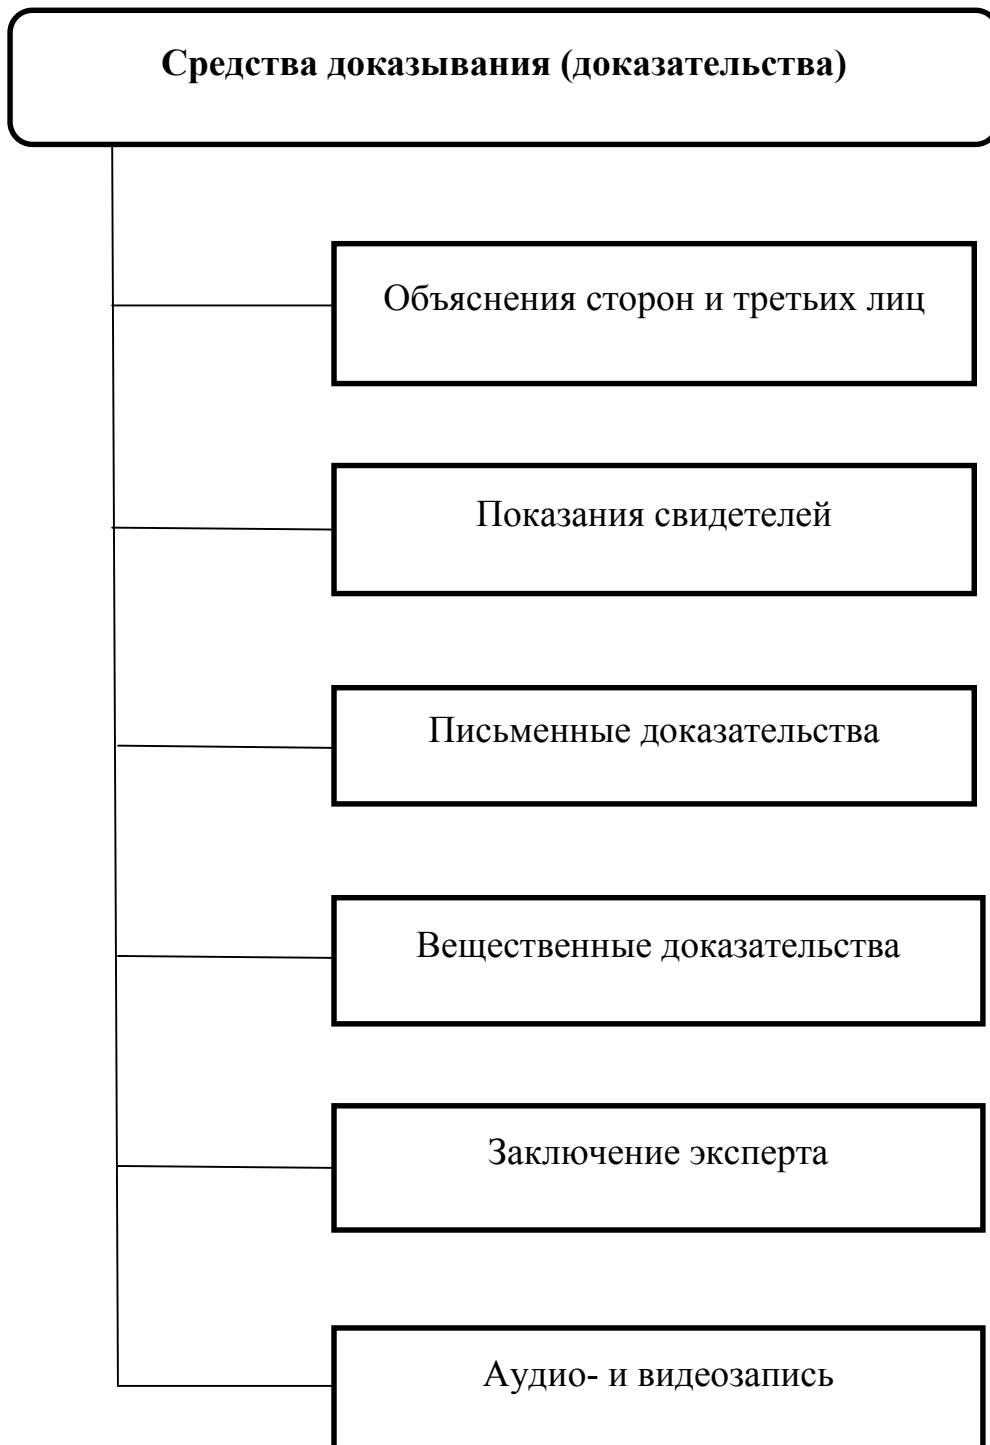 Средства доказывания (доказательства)
Объяснения сторон и третьих лиц
Показания свидетелей
Письменные доказательства
Вещественные доказательства
Заключение эксперта
Аудио- и видеозапись